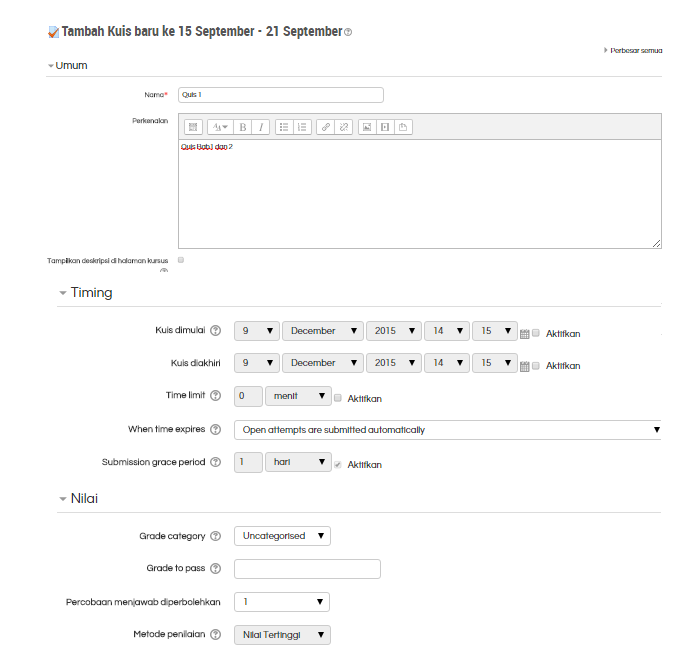 Tambah Kuis baru ke 15 September - 21 September
Perbesar semua
Umum
Nama* Quis 1
Perkenalan
B I
Quis Bab1 dan 2
Tampilkan deskripsi di halaman kursus
Timing
Kuis dimulai 9 December 2015 14 15 Aktifkan
Kuis diakhiri 9 December 2015 14 15 Aktifkan
Time limit 0 menit Aktifkan
When time expires Open attempts are submitted automatically
Submission grace period 1 hari Aktifkan
Nilai
Grade category Uncategorised
Grade to pass
Percobaan menjawab diperbolehkan 1
Metode penilaian Nilai Tertinggi